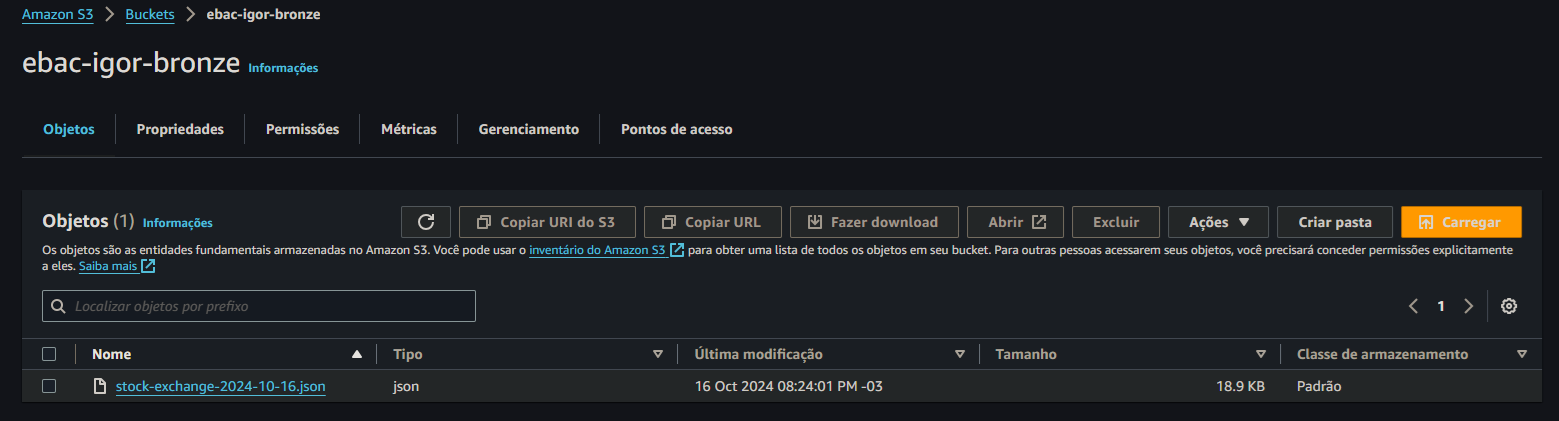 Amazon S3 > Buckets > ebac-igor-bronze
ebac-igor-bronze Informações
Objetos Propriedades Permissões Métricas Gerenciamento Pontos de acesso
Objetos (1) Informações Copiar URI do S3 Copiar URL Fazer download Abrir Excluir Ações Criar pasta Carregar
Os objetos são as entidades fundamentais armazenadas no Amazon S3. Você pode usar o inventário do Amazon S3 para obter uma lista de todos os objetos em seu bucket. Para outras pessoas acessarem seus objetos, você precisará conceder permissões explicitamente
a eles. Saiba mais
Localizar objetos por prefixo 1
Nome Tipo Última modificação Tamanho Classe de armazenamento
stock-exchange-2024-10-16.json json 16 Oct 2024 08:24:01 PM -03 18.9 KB Padrão